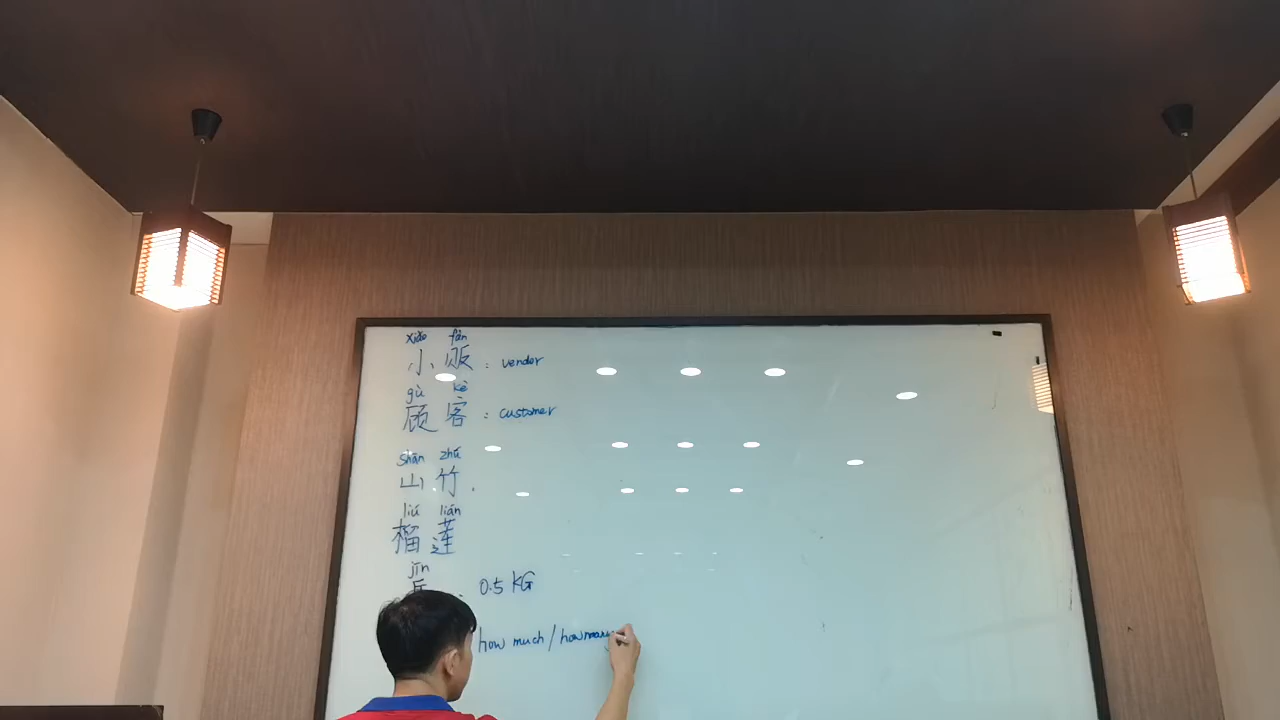 xiǎo fàn
小贩 : vendor
gù kè
顾客 : customer
shān zhú
山竹.
liú lián
榴莲
jīn
斤 0.5 KG
how much / how many